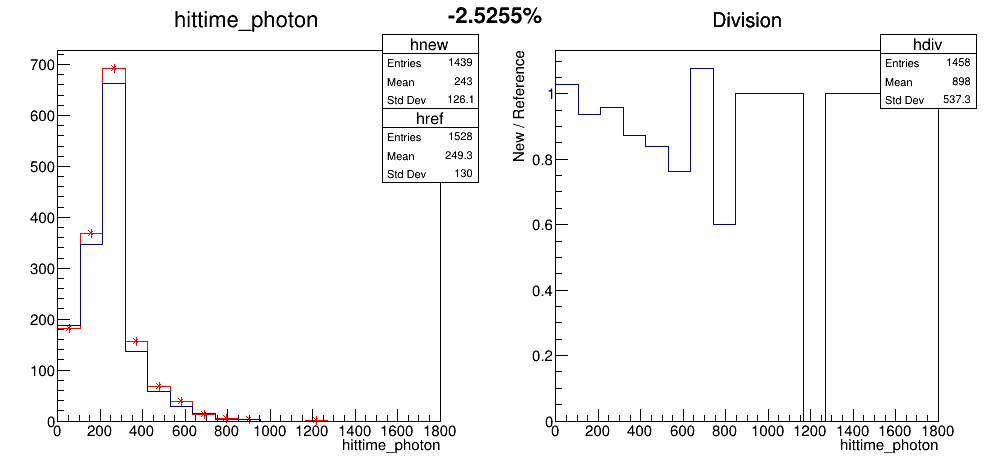 -2.5255%
hittime_photon
hnew
Entries 1439
Mean 243
Std Dev 126.1
href
Entries 1528
Mean 249.3
Std Dev 130
700
600
500
400
300
200
100
0
0 200 400 600 800 1000 1200 1400 1600 1800
hittime_photon
Division
hdiv
Entries 1458
Mean 898
Std Dev 537.3
New / Reference
1
0.8
0.6
0.4
0.2
0
0 200 400 600 800 1000 1200 1400 1600 1800
hittime_photon